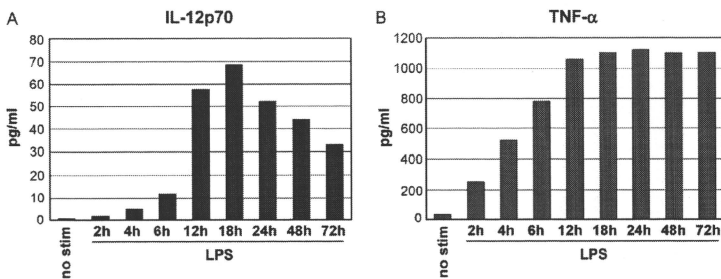 A
IL-12p70
80
70
60
50
40
30
20
10
0
pg/ml
no stim
2h 4h 6h 12h 18h 24h 48h 72h
LPS
B
TNF-α
1200
1000
800
600
400
200
0
pg/ml
no stim
2h 4h 6h 12h 18h 24h 48h 72h
LPS